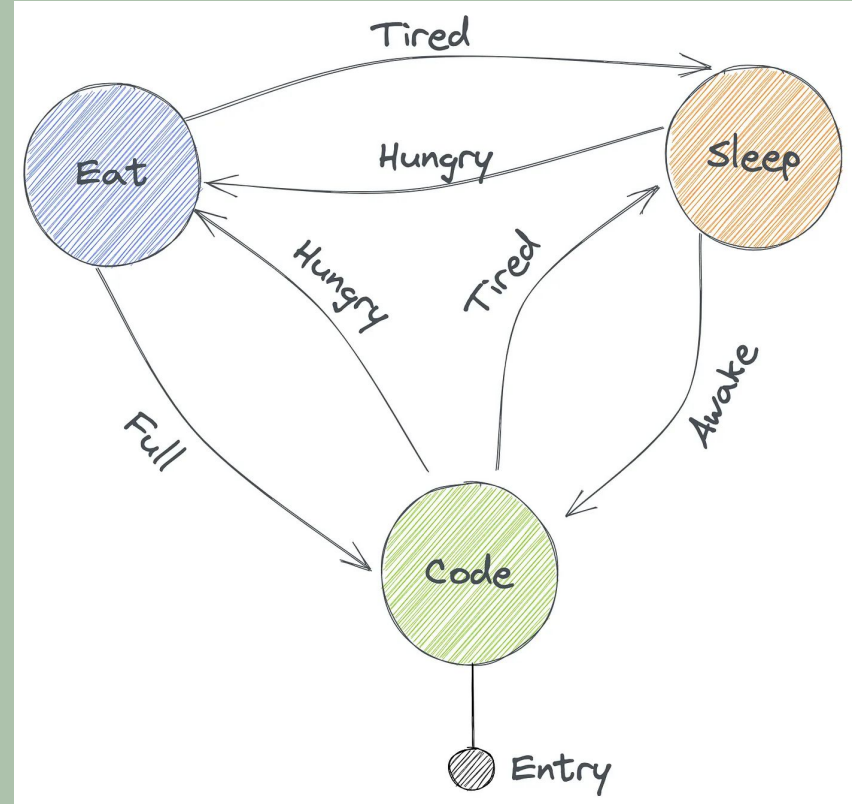 Tired
Eat
Hungry
Sleep
Hungry
Tired
Full
Awake
Code
Entry